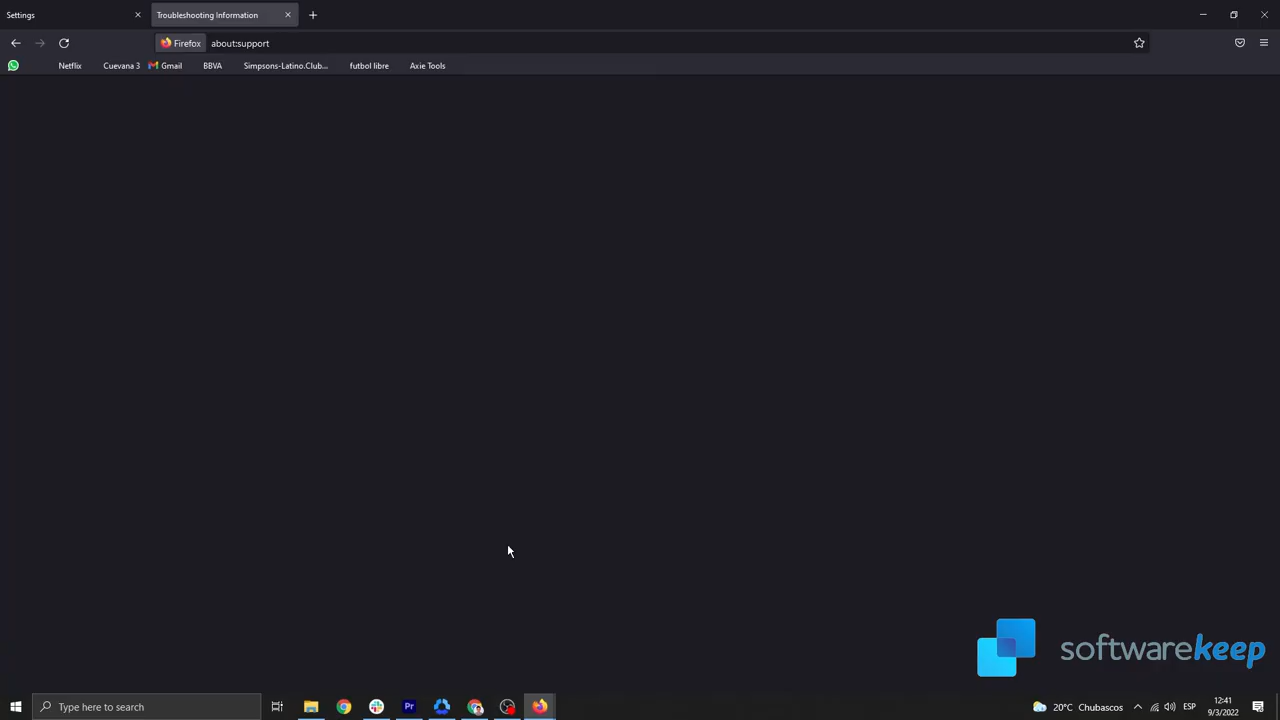 Settings
Troubleshooting Information
Firefox
about:support
Netflix
Cuevana 3
Gmail
BBVA
Simpsons-Latino.Club...
futbol libre
Axie Tools
softwarekeep
Type here to search
Pr
20°C Chubascos
ESP
12:41
9/3/2022